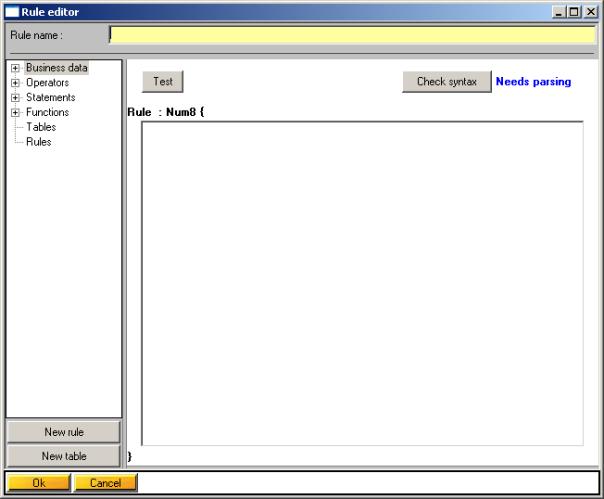 Rule editor
Rule name :
Business data
Operators
Statements
Functions
Tables
Rules
Test
Check syntax
Needs parsing
Rule : Num8 {
}
New rule
New table
Ok
Cancel